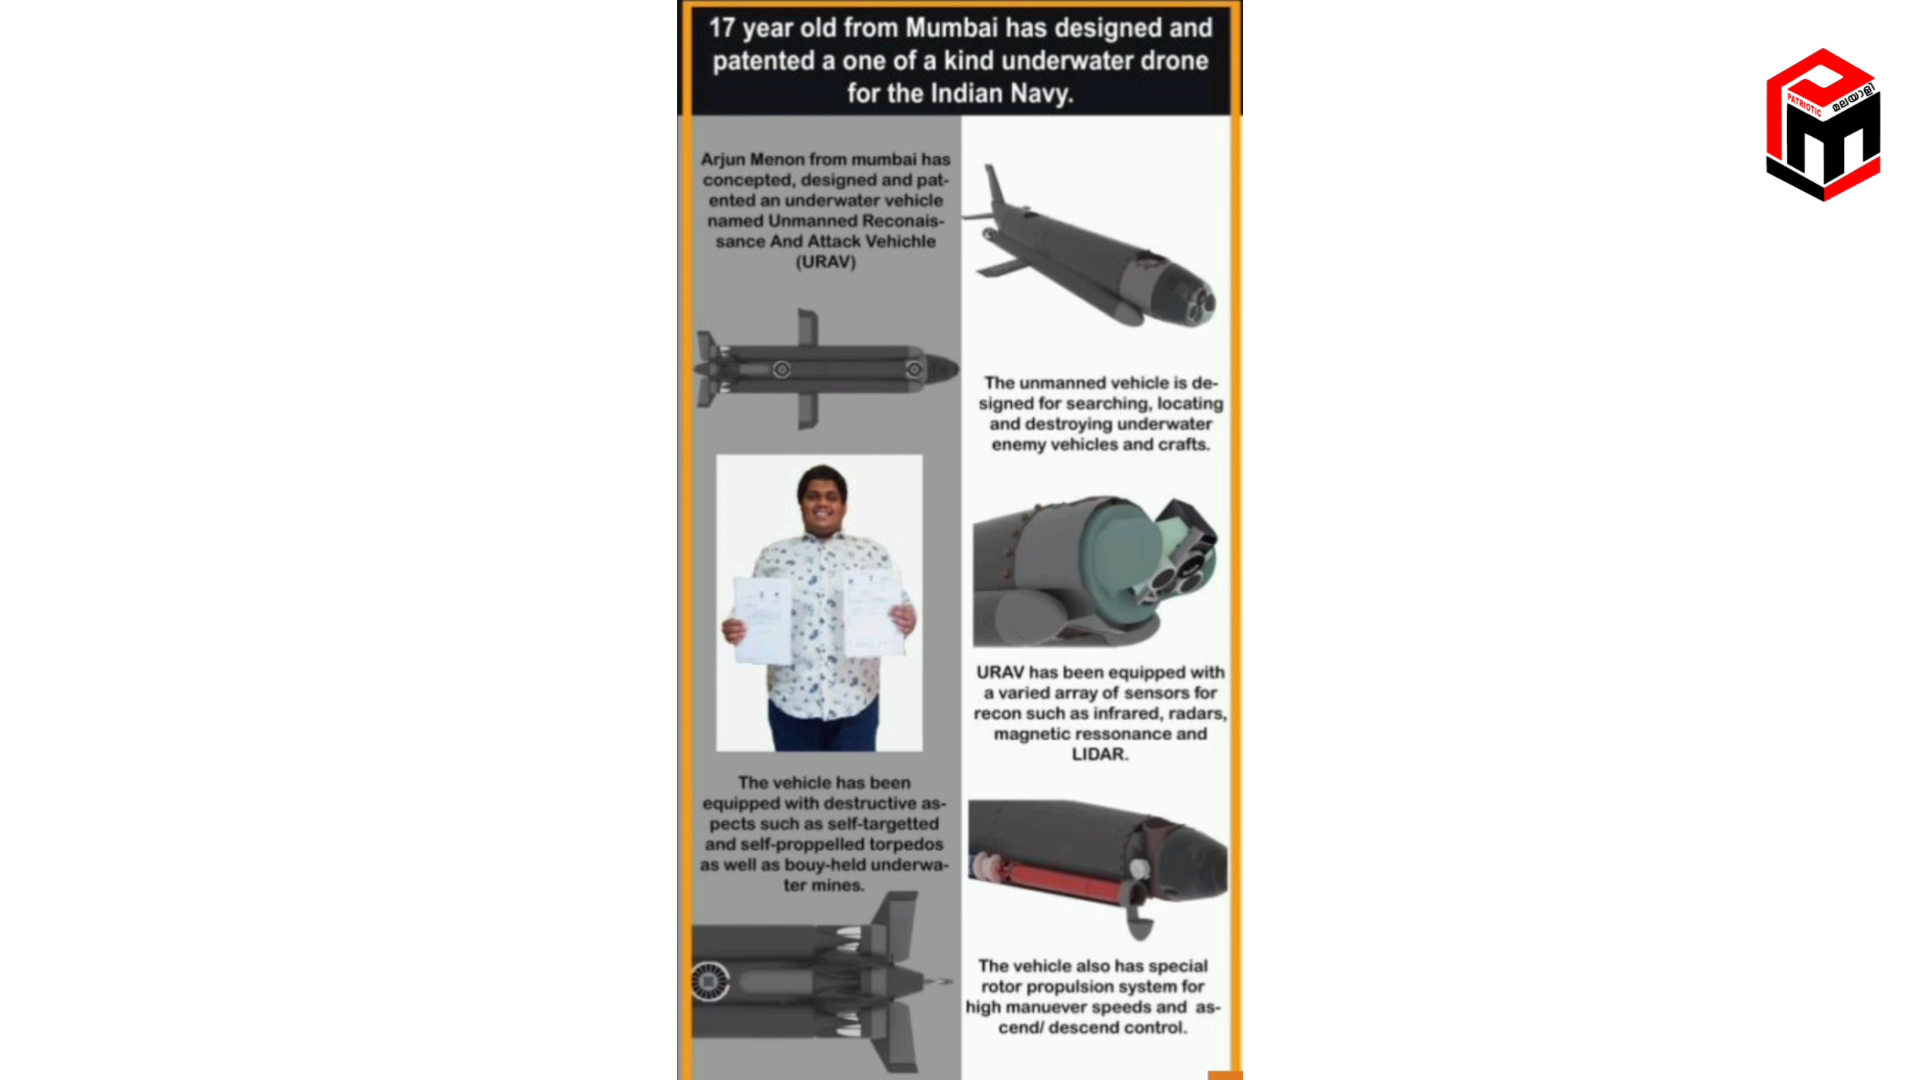 17 year old from Mumbai has designed and
patented a one of a kind underwater drone
for the Indian Navy.
Arjun Menon from mumbai has
concepted, designed and pat-
ented an underwater vehicle
named Unmanned Reconais-
sance And Attack Vehichle
(URAV)
The unmanned vehicle is de-
signed for searching, locating
and destroying underwater
enemy vehicles and crafts.
URAV has been equipped with
a varied array of sensors for
recon such as infrared, radars,
magnetic ressonance and
LIDAR.
The vehicle has been
equipped with destructive as-
pects such as self-targetted
and self-proppelled torpedos
as well as bouy-held underwa-
ter mines.
The vehicle also has special
rotor propulsion system for
high manuever speeds and as-
cend/ descend control.
PATRIOTIC മലയാളി